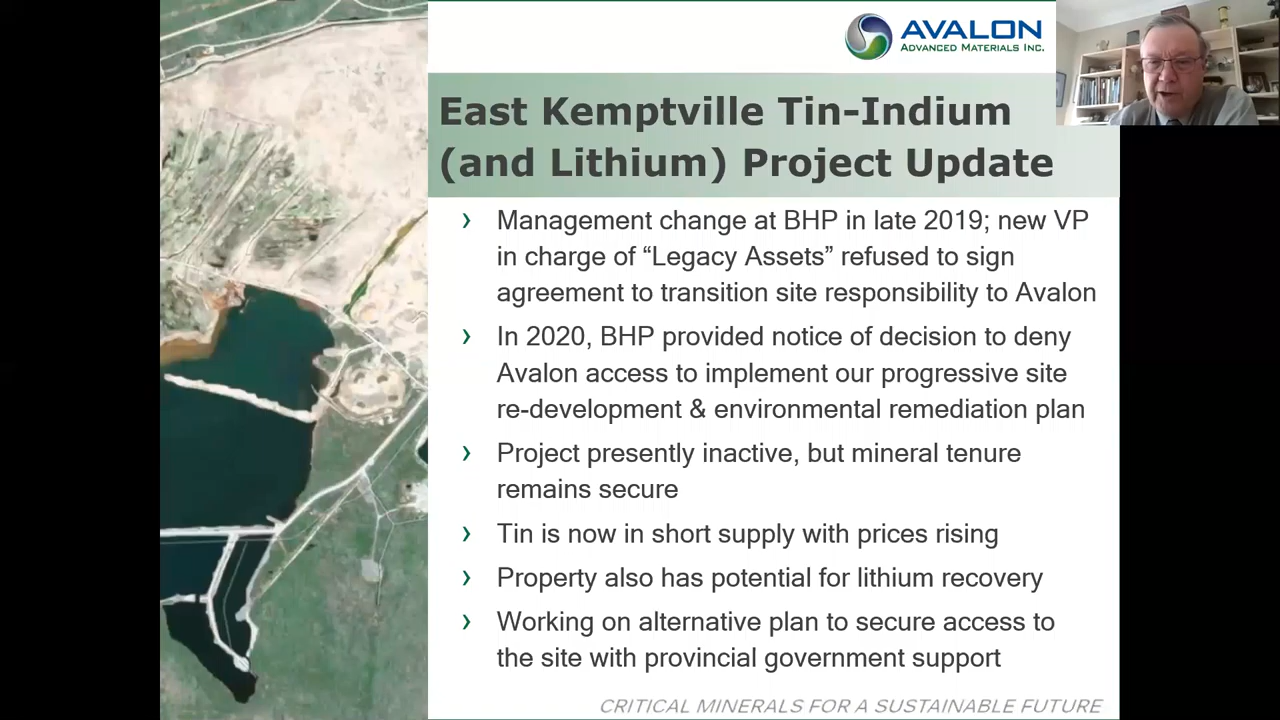 AVALON
ADVANCED MATERIALS INC.
East Kemptville Tin-Indium
(and Lithium) Project Update
› Management change at BHP in late 2019; new VP
in charge of “Legacy Assets” refused to sign
agreement to transition site responsibility to Avalon
› In 2020, BHP provided notice of decision to deny
Avalon access to implement our progressive site
re-development & environmental remediation plan
› Project presently inactive, but mineral tenure
remains secure
› Tin is now in short supply with prices rising
› Property also has potential for lithium recovery
› Working on alternative plan to secure access to
the site with provincial government support
CRITICAL MINERALS FOR A SUSTAINABLE FUTURE